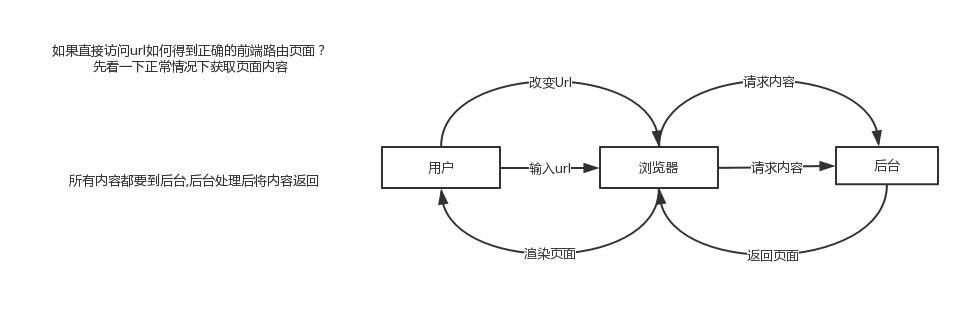 如果直接访问url如何得到正确的前端路由页面？
先看一下正常情况下获取页面内容
改变Url
请求内容
用户
输入url
浏览器
请求内容
后台
所有内容都要到后台,后台处理后将内容返回
渲染页面
返回页面